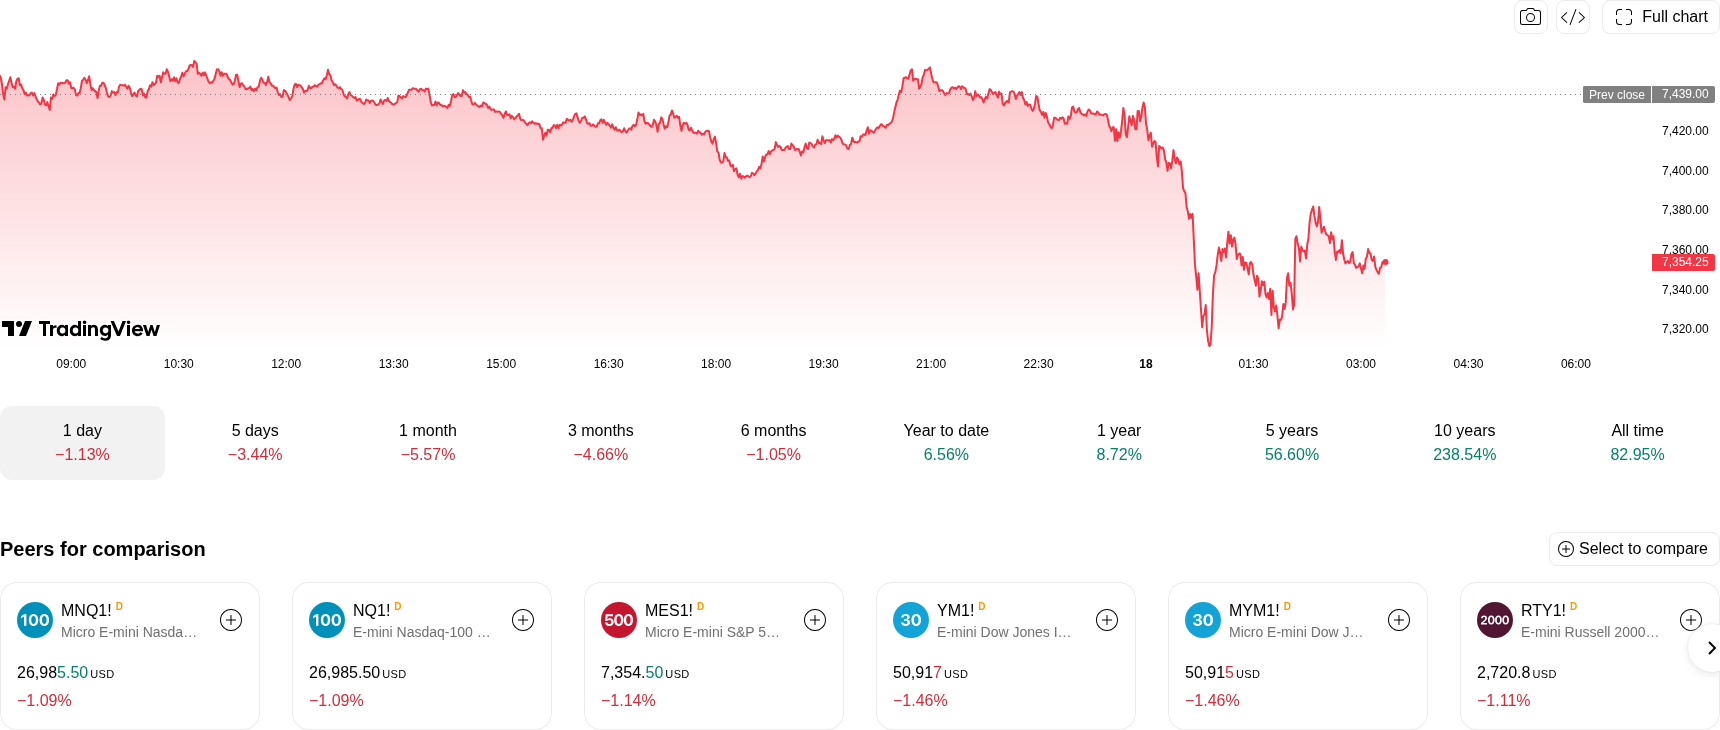 Full chart
Prev close 7,439.00
7,420.00
7,400.00
7,380.00
7,360.00
7,354.25
7,340.00
7,320.00
TradingView
09:00 10:30 12:00 13:30 15:00 16:30 18:00 19:30 21:00 22:30 18 01:30 03:00 04:30 06:00
1 day 5 days 1 month 3 months 6 months Year to date 1 year 5 years 10 years All time
−1.13% −3.44% −5.57% −4.66% −1.05% 6.56% 8.72% 56.60% 238.54% 82.95%
Peers for comparison
Select to compare
100 MNQ1! D
Micro E-mini Nasda…
26,985.50 USD
−1.09%
100 NQ1! D
E-mini Nasdaq-100 …
26,985.50 USD
−1.09%
500 MES1! D
Micro E-mini S&P 5…
7,354.50 USD
−1.14%
30 YM1! D
E-mini Dow Jones I…
50,917 USD
−1.46%
30 MYM1! D
Micro E-mini Dow J…
50,915 USD
−1.46%
2000 RTY1! D
E-mini Russell 2000…
2,720.8 USD
−1.11%